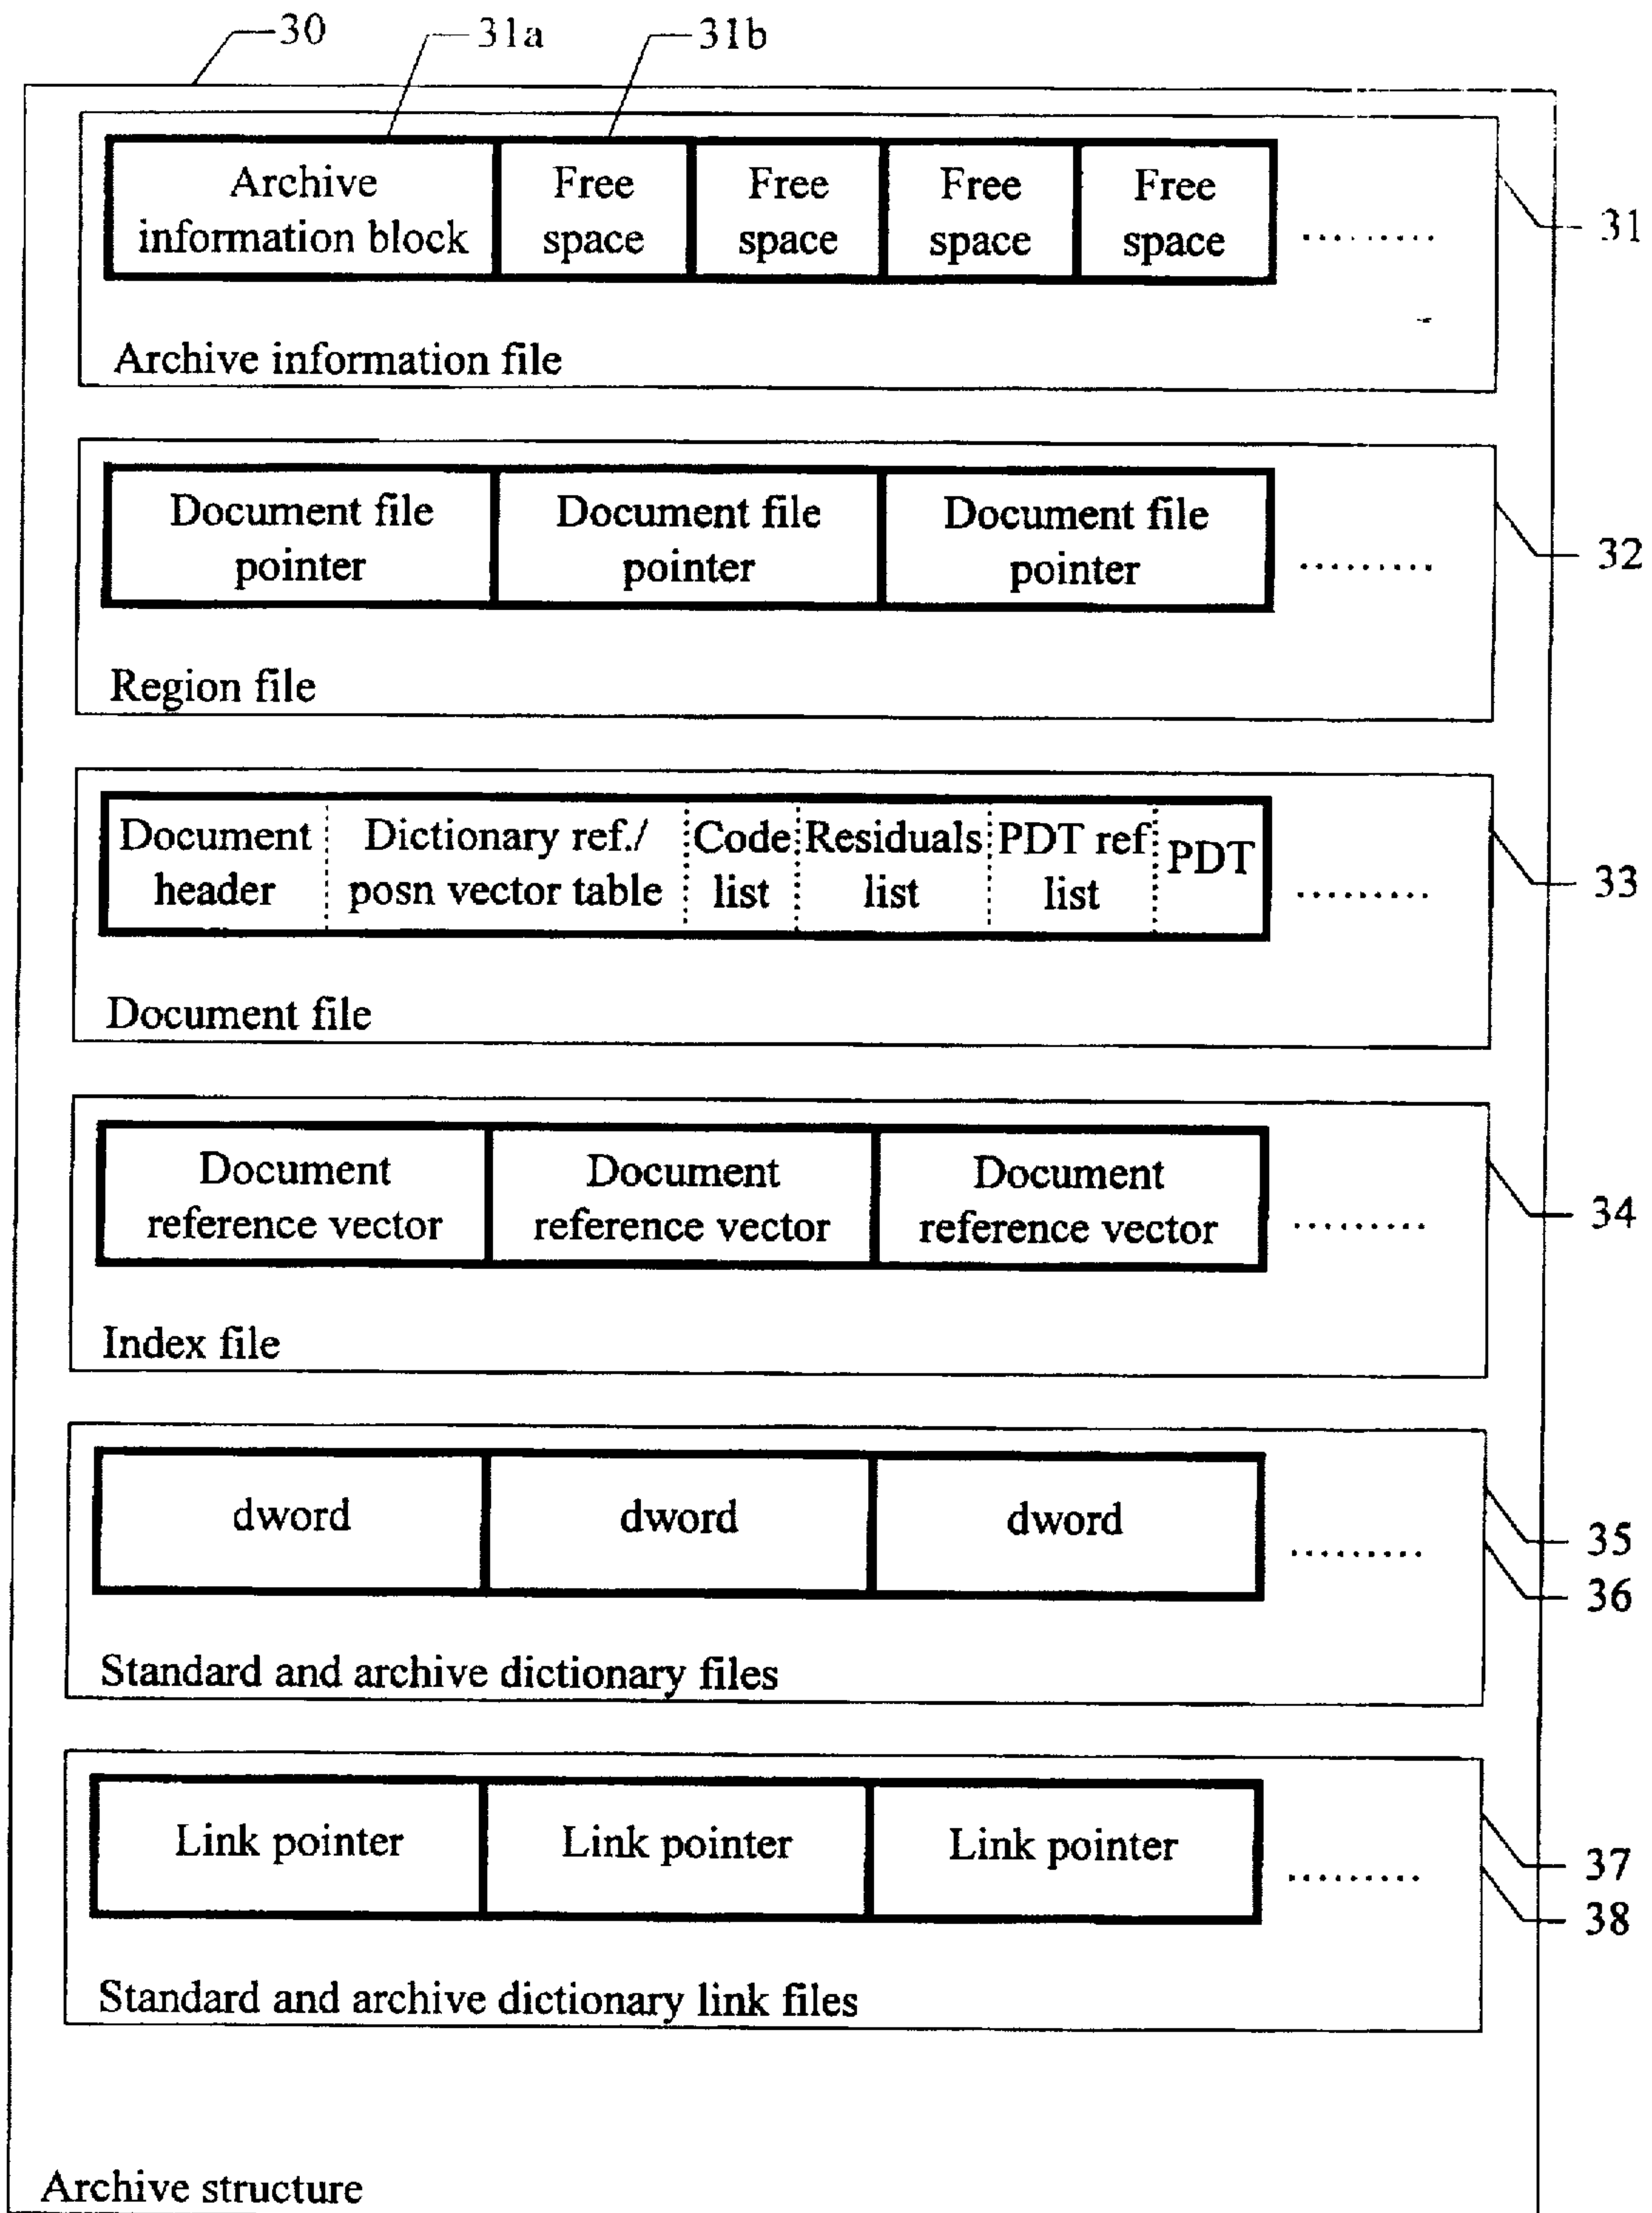 30
31a
31b
Archive
information block
Free
space
Free
space
Free
space
Free
space
.........
31
Archive information file
Document file
pointer
Document file
pointer
Document file
pointer
.........
32
Region file
Document
header
Dictionary ref./
posn vector table
Code
list
Residuals
list
PDT ref
list
PDT
.........
33
Document file
Document
reference vector
Document
reference vector
Document
reference vector
.........
34
Index file
dword
dword
dword
.........
35
36
Standard and archive dictionary files
Link pointer
Link pointer
Link pointer
.........
37
38
Standard and archive dictionary link files
Archive structure